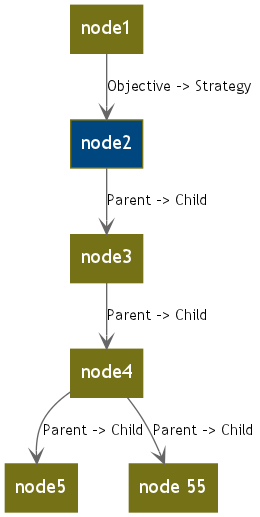 node1
Objective -> Strategy
node2
Parent -> Child
node3
Parent -> Child
node4
Parent -> Child
Parent -> Child
node5
node 55